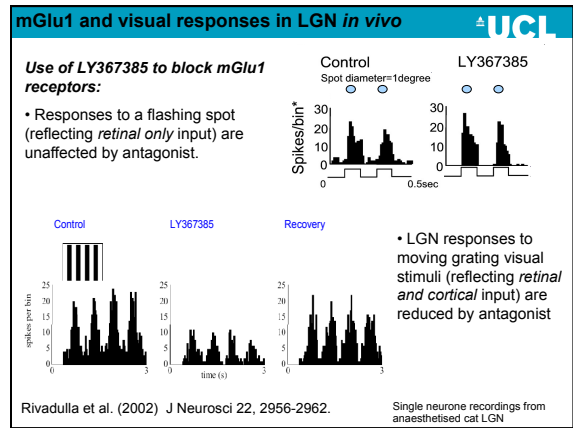 mGlu1 and visual responses in LGN in vivo
UCL
Use of LY367385 to block mGlu1
receptors:
• Responses to a flashing spot
(reflecting retinal only input) are
unaffected by antagonist.
Control
LY367385
Spot diameter=1degree
Spikes/bin*
30
20
10
0
30
20
10
0
0
0.5sec
Control
LY367385
Recovery
spikes per bin
25
20
15
10
5
0
25
20
15
10
5
0
25
20
15
10
5
0
0
3
time (s)
3
3
• LGN responses to
moving grating visual
stimuli (reflecting retinal
and cortical input) are
reduced by antagonist
Rivadulla et al. (2002) J Neurosci 22, 2956-2962.
Single neurone recordings from
anaesthetised cat LGN